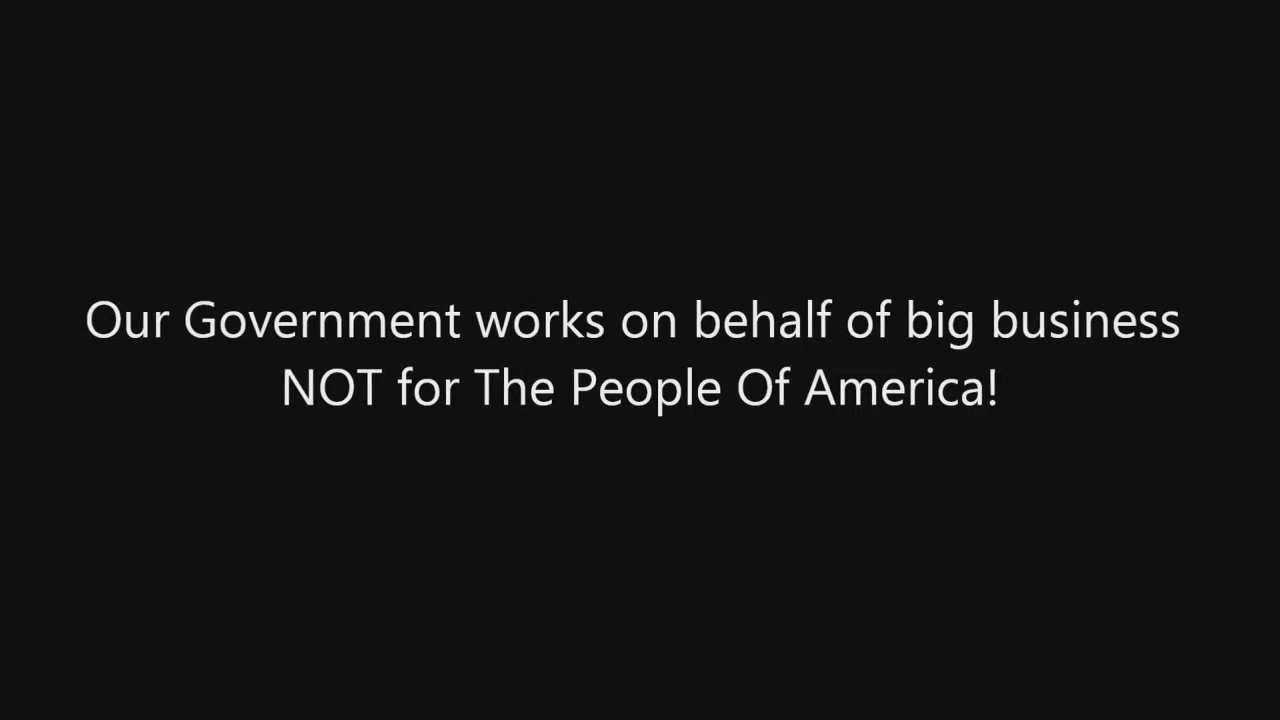 Our Government works on behalf of big business
NOT for The People Of America!